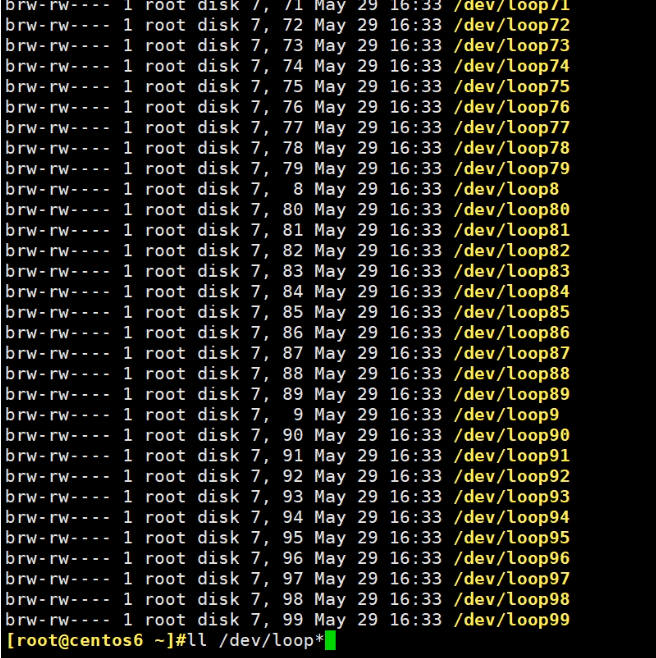 brw-rw---- 1 root disk 7, 71 May 29 16:33 /dev/loop71
brw-rw---- 1 root disk 7, 72 May 29 16:33 /dev/loop72
brw-rw---- 1 root disk 7, 73 May 29 16:33 /dev/loop73
brw-rw---- 1 root disk 7, 74 May 29 16:33 /dev/loop74
brw-rw---- 1 root disk 7, 75 May 29 16:33 /dev/loop75
brw-rw---- 1 root disk 7, 76 May 29 16:33 /dev/loop76
brw-rw---- 1 root disk 7, 77 May 29 16:33 /dev/loop77
brw-rw---- 1 root disk 7, 78 May 29 16:33 /dev/loop78
brw-rw---- 1 root disk 7, 79 May 29 16:33 /dev/loop79
brw-rw---- 1 root disk 7,  8 May 29 16:33 /dev/loop8
brw-rw---- 1 root disk 7, 80 May 29 16:33 /dev/loop80
brw-rw---- 1 root disk 7, 81 May 29 16:33 /dev/loop81
brw-rw---- 1 root disk 7, 82 May 29 16:33 /dev/loop82
brw-rw---- 1 root disk 7, 83 May 29 16:33 /dev/loop83
brw-rw---- 1 root disk 7, 84 May 29 16:33 /dev/loop84
brw-rw---- 1 root disk 7, 85 May 29 16:33 /dev/loop85
brw-rw---- 1 root disk 7, 86 May 29 16:33 /dev/loop86
brw-rw---- 1 root disk 7, 87 May 29 16:33 /dev/loop87
brw-rw---- 1 root disk 7, 88 May 29 16:33 /dev/loop88
brw-rw---- 1 root disk 7, 89 May 29 16:33 /dev/loop89
brw-rw---- 1 root disk 7,  9 May 29 16:33 /dev/loop9
brw-rw---- 1 root disk 7, 90 May 29 16:33 /dev/loop90
brw-rw---- 1 root disk 7, 91 May 29 16:33 /dev/loop91
brw-rw---- 1 root disk 7, 92 May 29 16:33 /dev/loop92
brw-rw---- 1 root disk 7, 93 May 29 16:33 /dev/loop93
brw-rw---- 1 root disk 7, 94 May 29 16:33 /dev/loop94
brw-rw---- 1 root disk 7, 95 May 29 16:33 /dev/loop95
brw-rw---- 1 root disk 7, 96 May 29 16:33 /dev/loop96
brw-rw---- 1 root disk 7, 97 May 29 16:33 /dev/loop97
brw-rw---- 1 root disk 7, 98 May 29 16:33 /dev/loop98
brw-rw---- 1 root disk 7, 99 May 29 16:33 /dev/loop99
[root@centos6 ~]#ll /dev/loop*